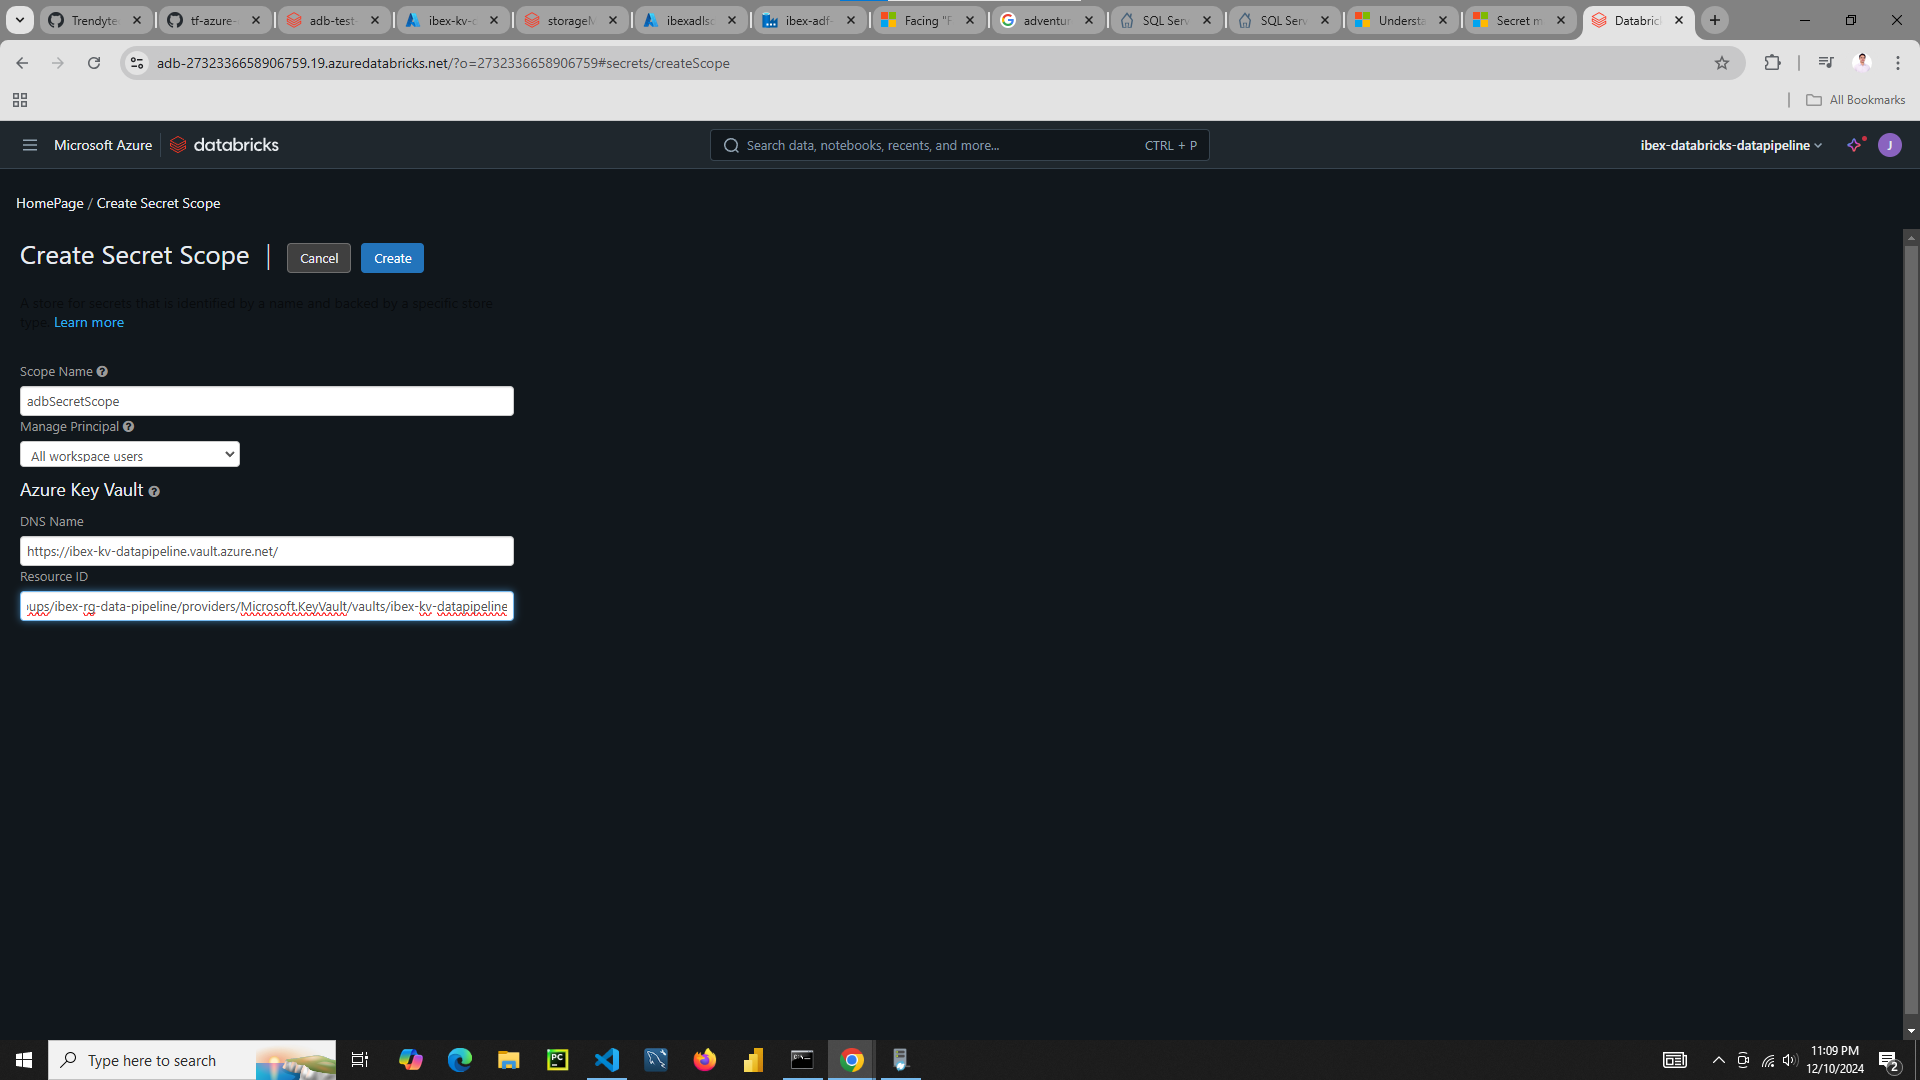 Trendyte
tf-azure-
adb-test
ibex-kv-d
storageM
ibexadlsc
ibex-adf-
Facing "F
adventur
SQL Serv
SQL Serv
Understa
Secret m
Databric
adb-2732336658906759.19.azuredatabricks.net/?o=2732336658906759#secrets/createScope
All Bookmarks
Microsoft Azure
databricks
Search data, notebooks, recents, and more...
CTRL + P
ibex-databricks-datapipeline
J
HomePage / Create Secret Scope
Create Secret Scope
Cancel
Create
A store for secrets that is identified by a name and backed by a specific store
type. Learn more
Scope Name
adbSecretScope
Manage Principal
All workspace users
Azure Key Vault
DNS Name
https://ibex-kv-datapipeline.vault.azure.net/
Resource ID
ups/ibex-rg-data-pipeline/providers/Microsoft.KeyVault/vaults/ibex-kv-datapipeline
Type here to search
PC
11:09 PM
12/10/2024
2